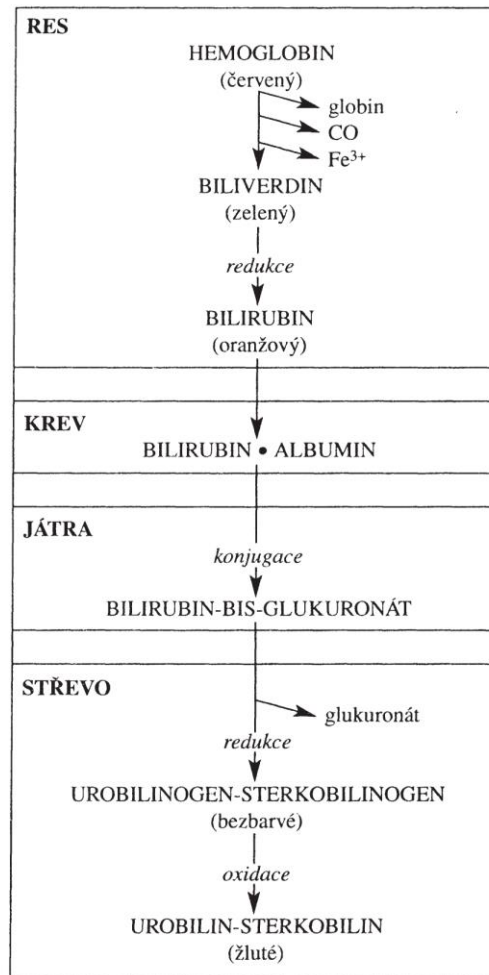 RES
HEMOGLOBIN
(červený)
globin
CO
Fe³⁺
BILIVERDIN
(zelený)
redukce
BILIRUBIN
(oranžový)
KREV
BILIRUBIN • ALBUMIN
JÁTRA
konjugace
BILIRUBIN-BIS-GLUKURONÁT
STŘEVO
glukuronát
redukce
UROBILINOGEN-STERKOBILINOGEN
(bezbarvé)
oxidace
UROBILIN-STERKOBILIN
(žluté)